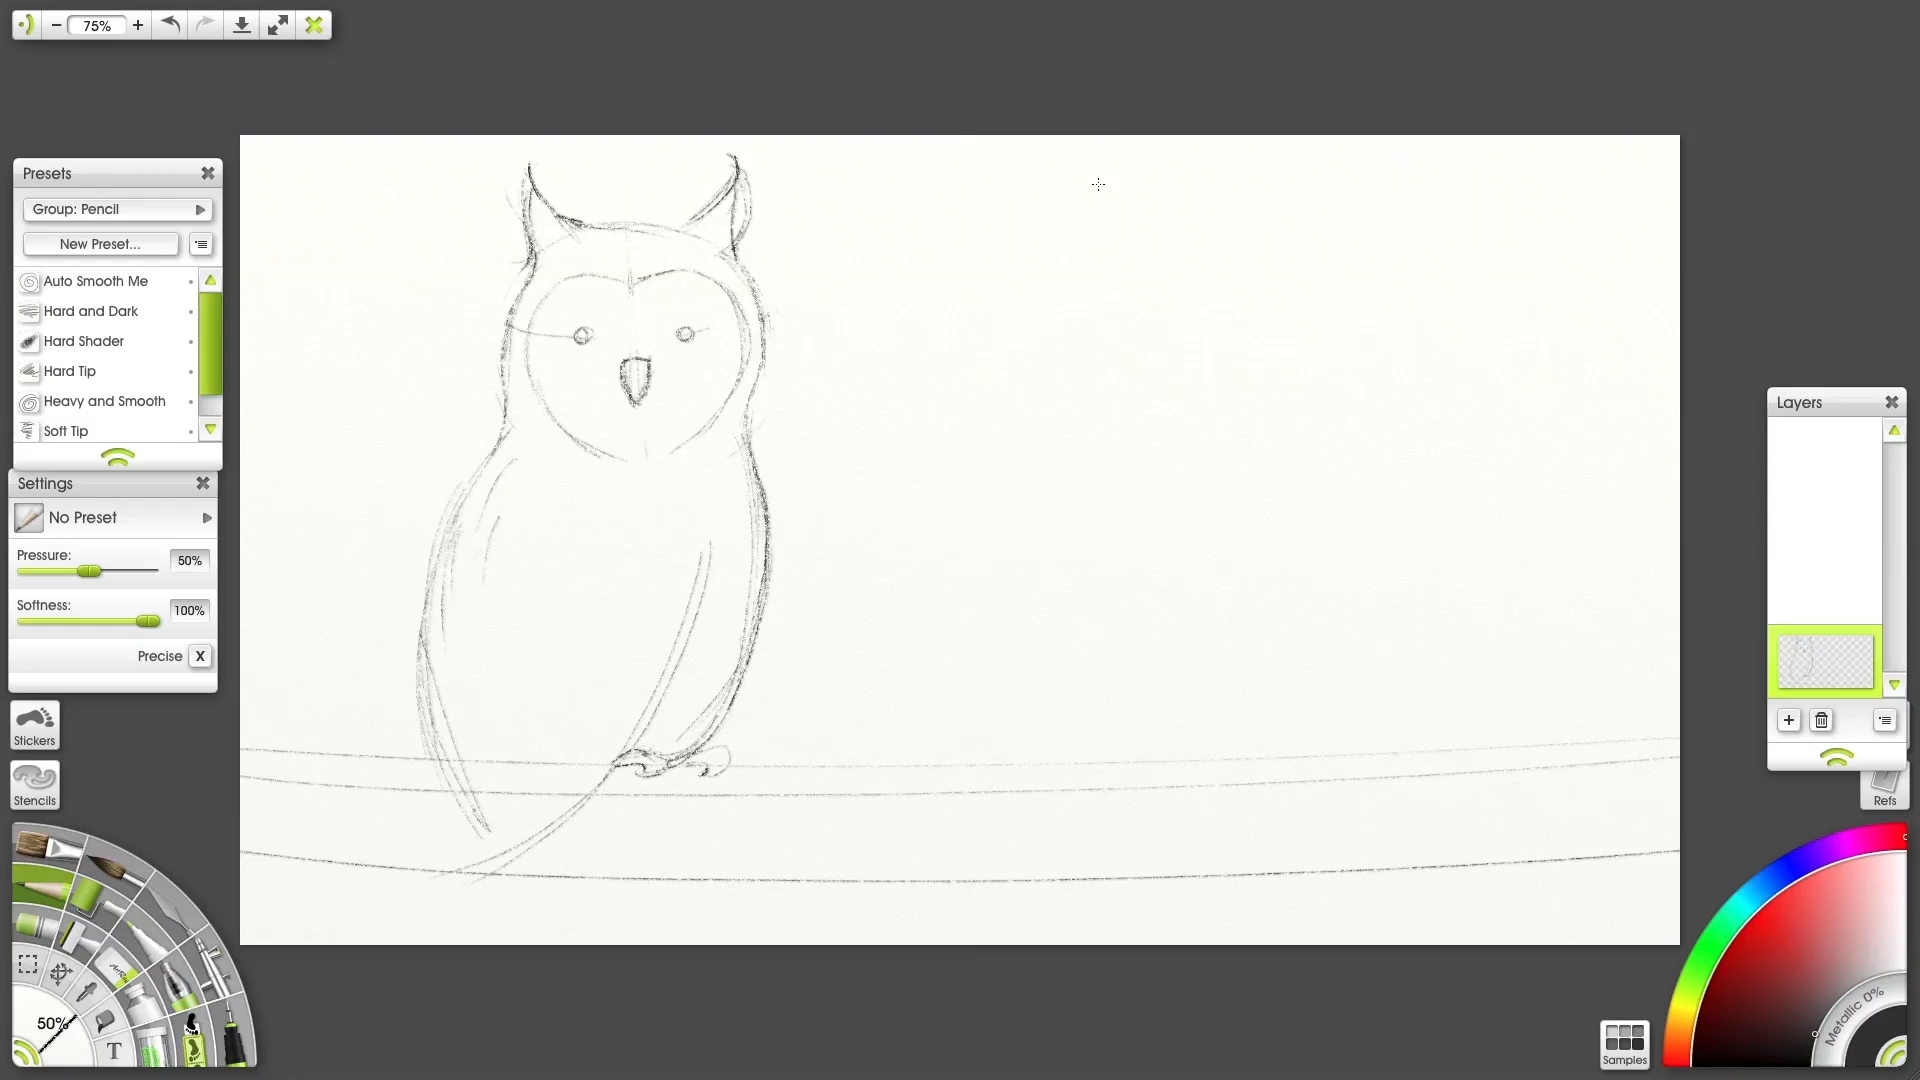 75%
Presets
Group: Pencil
New Preset...
Auto Smooth Me
Hard and Dark
Hard Shader
Hard Tip
Heavy and Smooth
Soft Tip
Settings
No Preset
Pressure:
50%
Softness:
100%
Precise X
Stickers
Stencils
50%
T
Layers
Refs
Metallic 0%
Samples